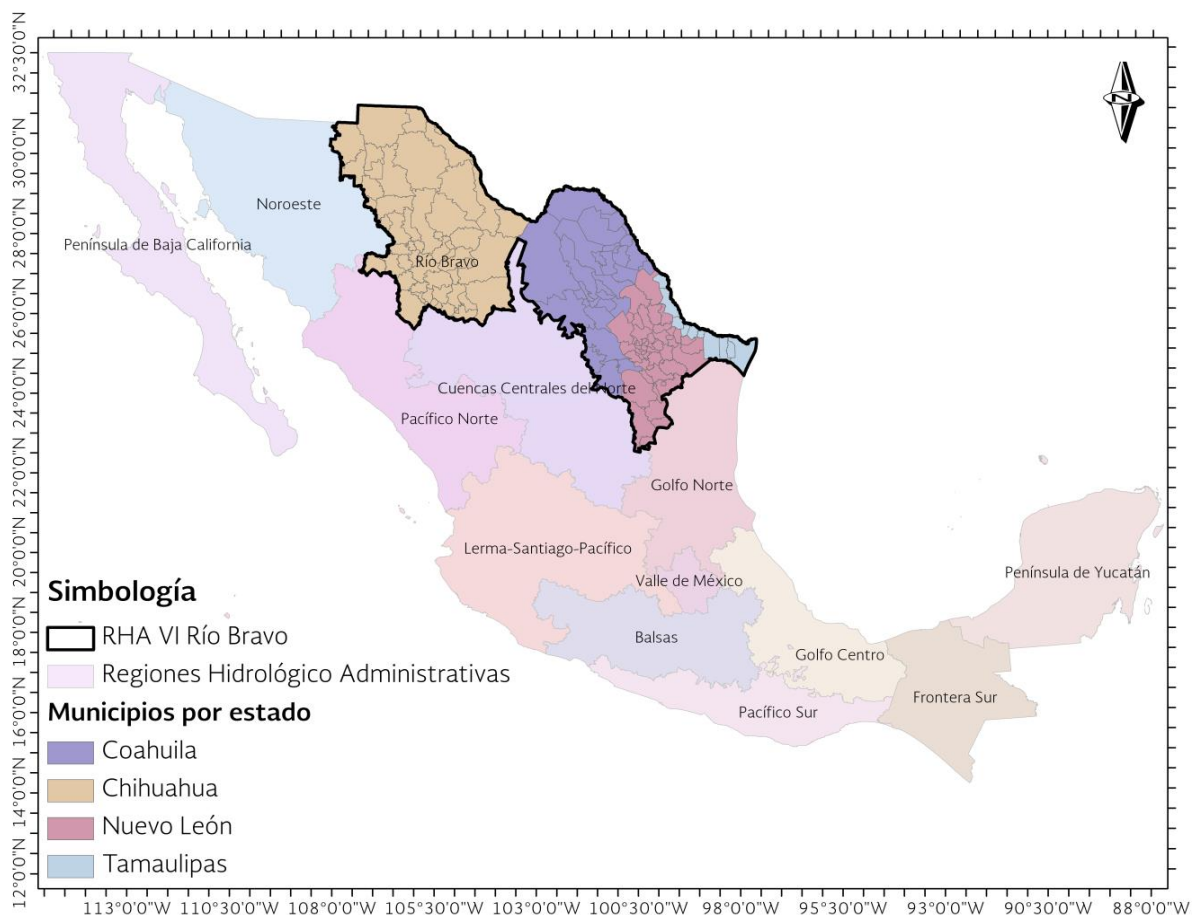 32°30'0"N
30°0'0"N
28°0'0"N
26°0'0"N
24°0'0"N
22°0'0"N
20°0'0"N
18°0'0"N
16°0'0"N
14°0'0"N
12°0'0"N
N
Noroeste
Península de Baja California
Río Bravo
Cuencas Centrales del Norte
Pacífico Norte
Golfo Norte
Lerma-Santiago-Pacífico
Valle de México
Península de Yucatán
Balsas
Golfo Centro
Frontera Sur
Pacífico Sur
Simbología
RHA VI Río Bravo
Regiones Hidrológico Administrativas
Municipios por estado
Coahuila
Chihuahua
Nuevo León
Tamaulipas
113°0'0"W 110°30'0"W 108°0'0"W 105°30'0"W 103°0'0"W 100°30'0"W 98°0'0"W 95°30'0"W 93°0'0"W 90°30'0"W 88°0'0"W